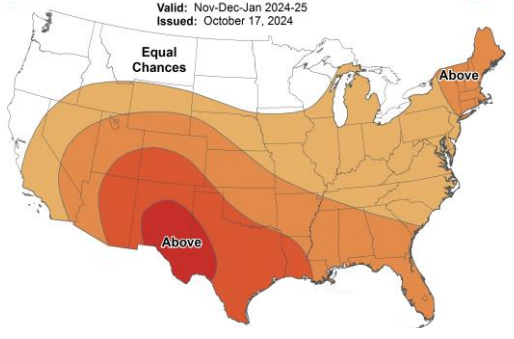 Valid: Nov-Dec-Jan 2024-25
Issued: October 17, 2024
Equal
Chances
Above
Above